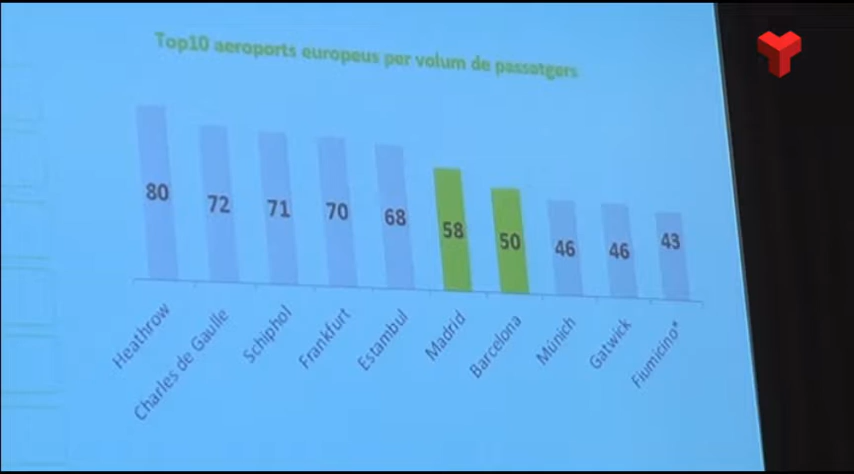 Top10 aeroports europeus per volum de passatgers
80
72
71
70
68
58
50
46
46
43
Heathrow
Charles de Gaulle
Schiphol
Frankfurt
Estambul
Madrid
Barcelona
Múnich
Gatwick
Fiumicino*